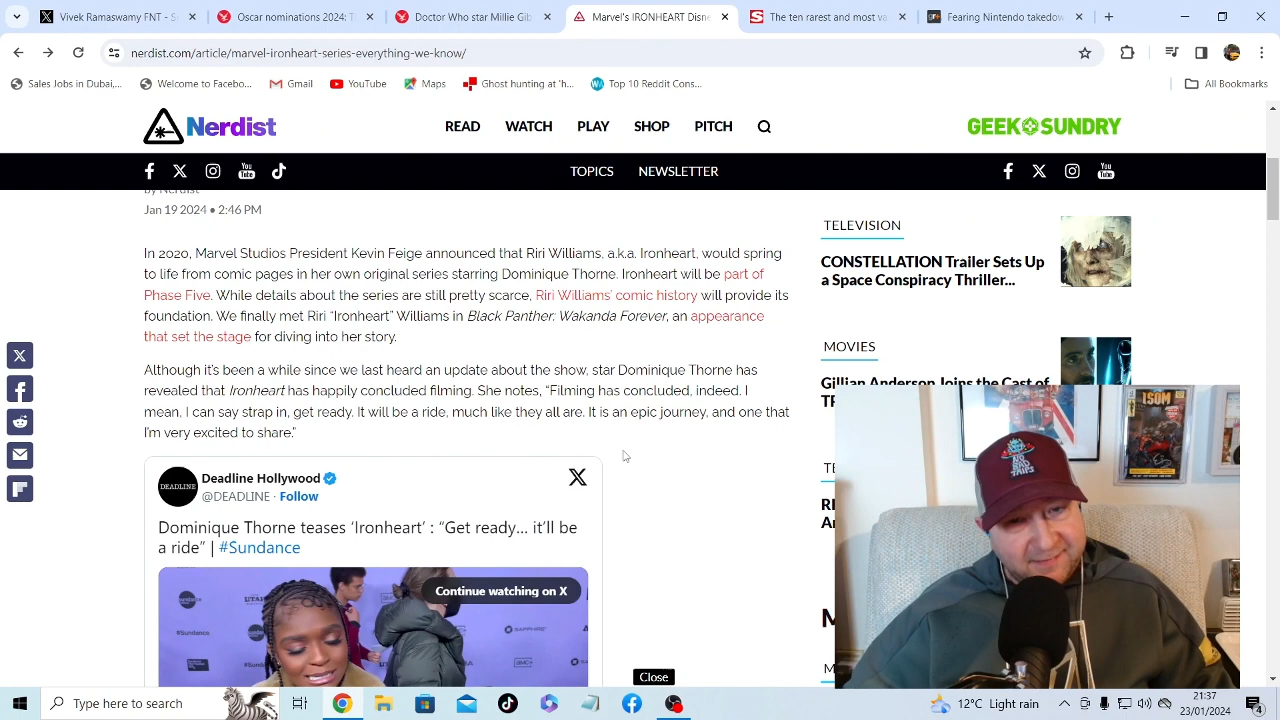 Vivek Ramaswamy ENT - S
Oscar nominations 2024: T
Doctor Who star Millie Gib
Marvel's IRONHEART Disne
The ten rarest and most va
Fearing Nintendo takedow
nerdist.com/article/marvel-ironheart-series-everything-we-know/
Sales Jobs in Dubai,...
Welcome to Facebo...
Gmail
YouTube
Maps
Ghost hunting at 'h...
Top 10 Reddit Cons...
All Bookmarks
Nerdist
READ
WATCH
PLAY
SHOP
PITCH
GEEK SUNDRY
TOPICS
NEWSLETTER
by Nerdist
Jan 19 2024 • 2:46 PM
In 2020, Marvel Studios President Kevin Feige announced that Riri Williams, a.k.a. Ironheart, would spring
to life from comic pages in her own original series starring Dominique Thorne. Ironheart will be part of
Phase Five. While details about the series are still pretty scarce, Riri Williams' comic history will provide its
foundation. We finally met Riri “Ironheart” Williams in Black Panther: Wakanda Forever, an appearance
that set the stage for diving into her story.
Although it's been a while since we last heard an update about the show, star Dominique Thorne has
revealed that Ironheart has happily concluded filming. She notes, “Filming has concluded, indeed. I
mean, I can say strap in, get ready. It will be a ride, much like they all are. It is an epic journey, and one that
I'm very excited to share.”
DEADLINE
Deadline Hollywood
@DEADLINE · Follow
Dominique Thorne teases 'Ironheart' : “Get ready... it'll be
a ride” | #Sundance
Continue watching on X
Close
TELEVISION
CONSTELLATION Trailer Sets Up
a Space Conspiracy Thriller...
MOVIES
Gillian Anderson Joins the Cast of
ISOM
Type here to search
12°C Light rain
21:37
23/01/2024
4